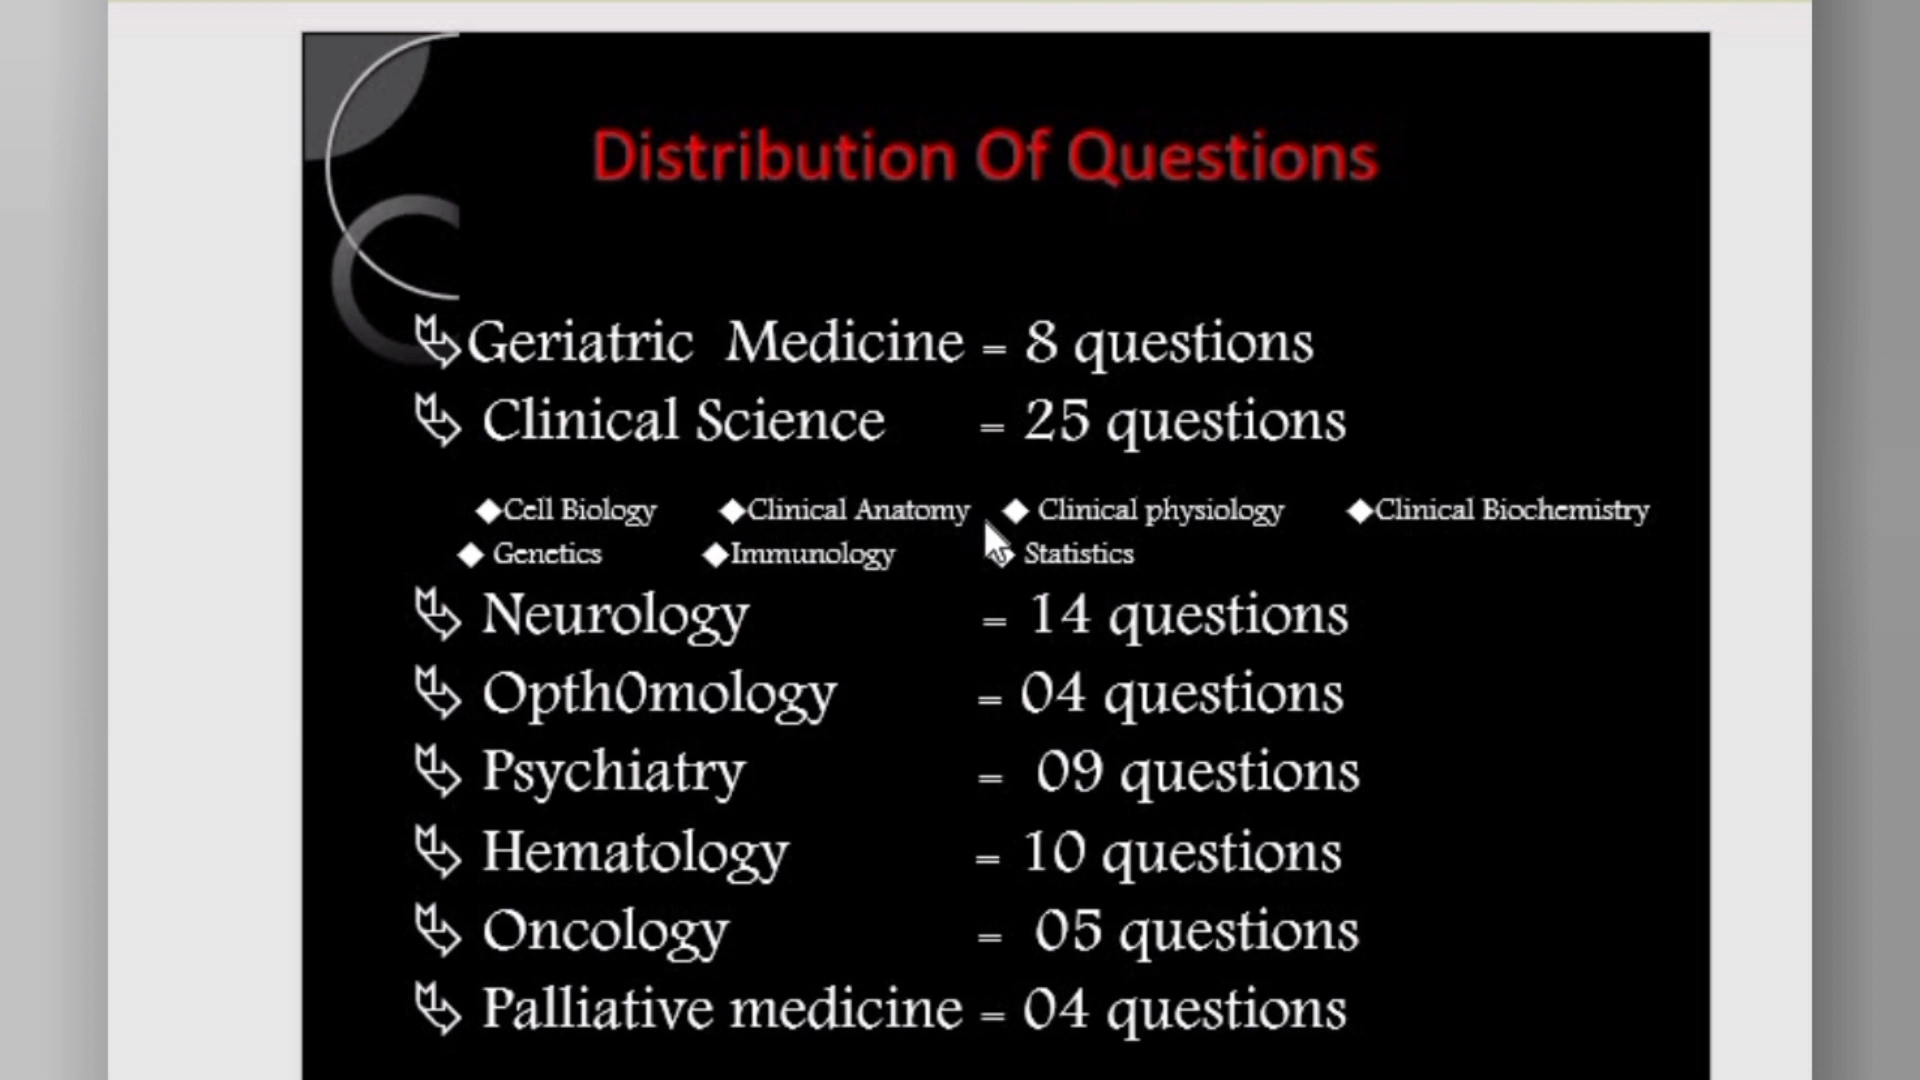 Distribution Of Questions
Geriatric Medicine = 8 questions
Clinical Science = 25 questions
Cell Biology Clinical Anatomy Clinical physiology Clinical Biochemistry
Genetics Immunology Statistics
Neurology = 14 questions
Opth0mology = 04 questions
Psychiatry = 09 questions
Hematology = 10 questions
Oncology = 05 questions
Palliative medicine = 04 questions